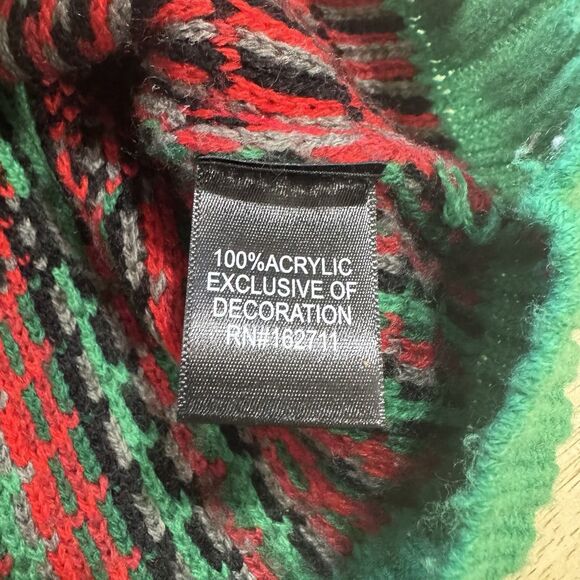 100%ACRYLIC
EXCLUSIVE OF
DECORATION
RN#162711